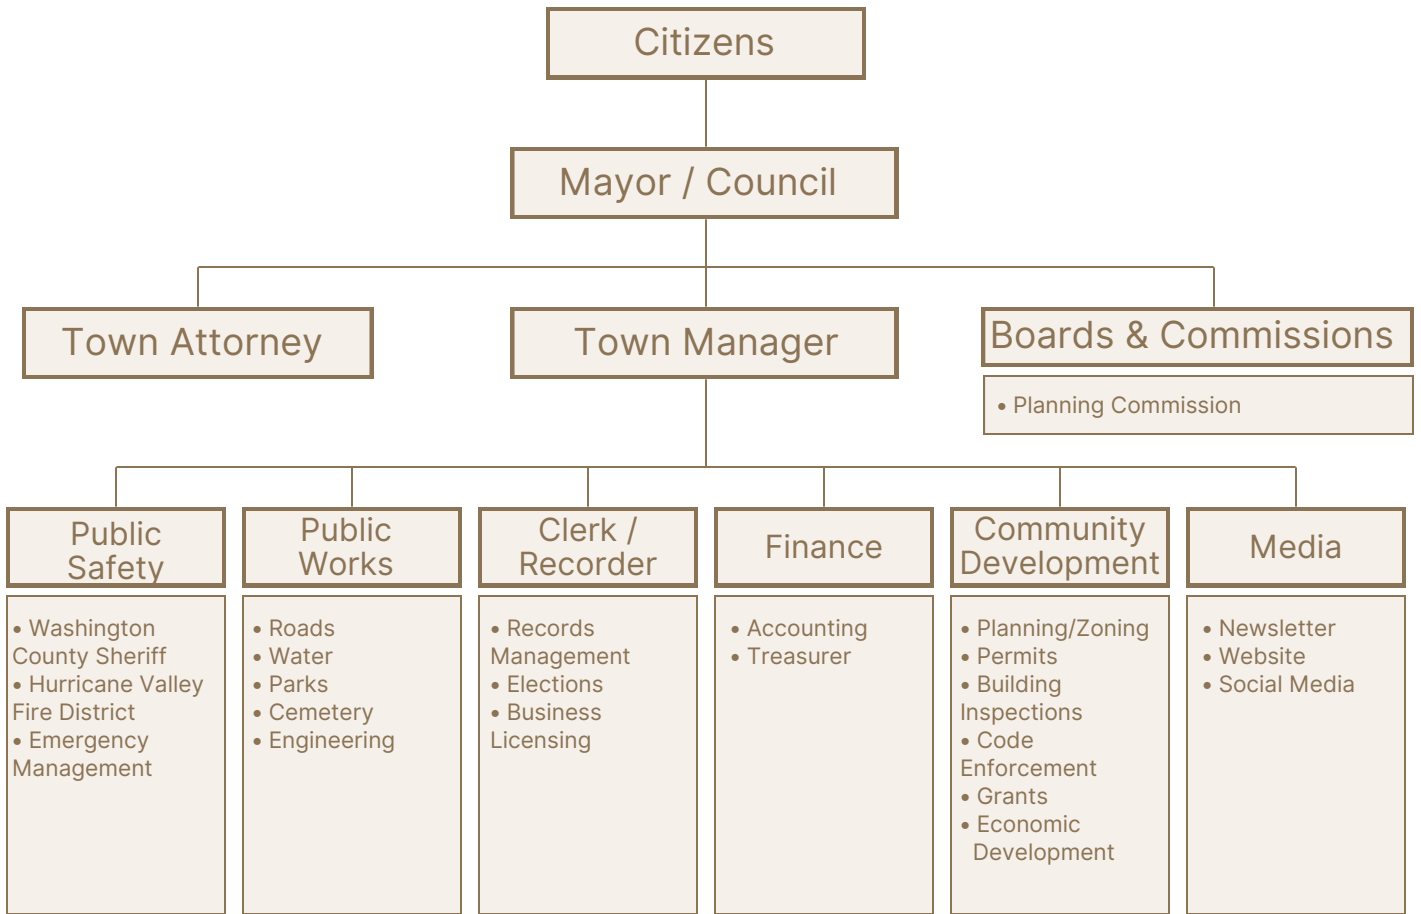 Citizens
Mayor / Council
Town Attorney
Town Manager
Boards & Commissions
• Planning Commission
Public
Safety
• Washington
County Sheriff
• Hurricane Valley
Fire District
• Emergency
Management
Public
Works
• Roads
• Water
• Parks
• Cemetery
• Engineering
Clerk /
Recorder
• Records
Management
• Elections
• Business
Licensing
Finance
• Accounting
• Treasurer
Community
Development
• Planning/Zoning
• Permits
• Building
Inspections
• Code
Enforcement
• Grants
• Economic
Development
Media
• Newsletter
• Website
• Social Media